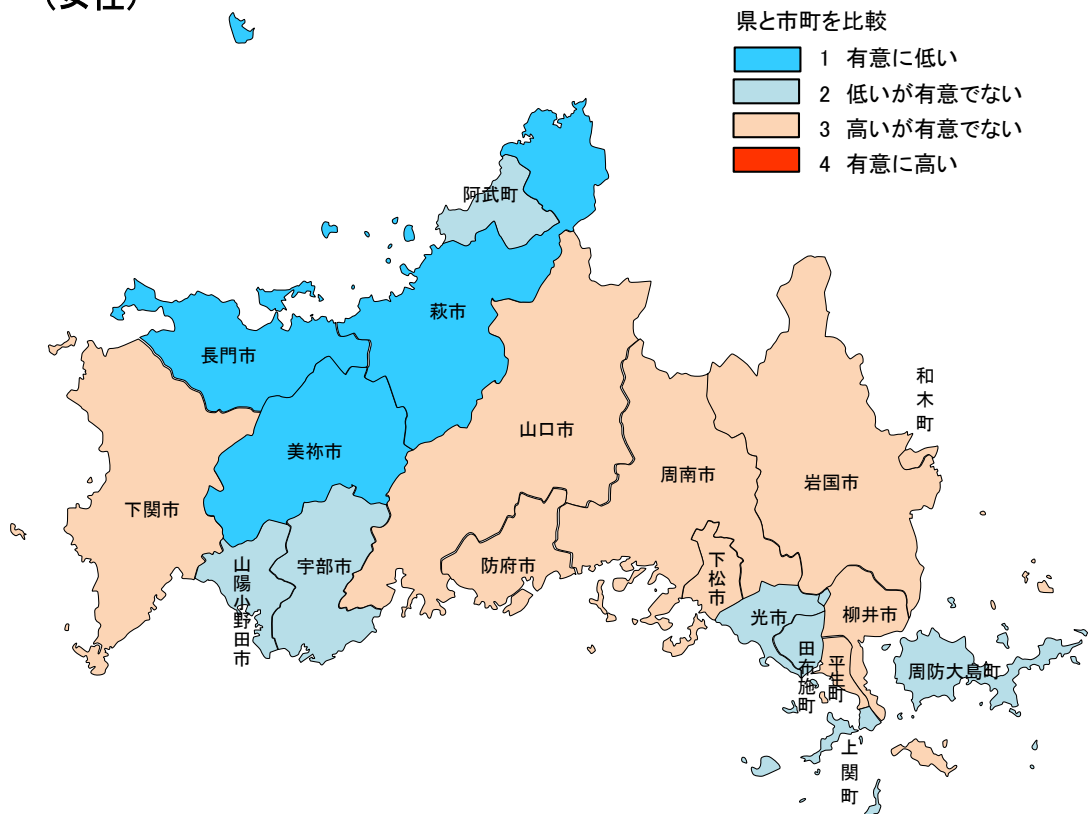 (女性)
県と市町を比較
1 有意に低い
2 低いが有意でない
3 高いが有意でない
4 有意に高い
阿武町
萩市
長門市
和木町
美祢市
山口市
周南市
岩国市
下関市
山陽小野田市
宇部市
防府市
下松市
光市
柳井市
田布施町
平生町
周防大島町
上関町